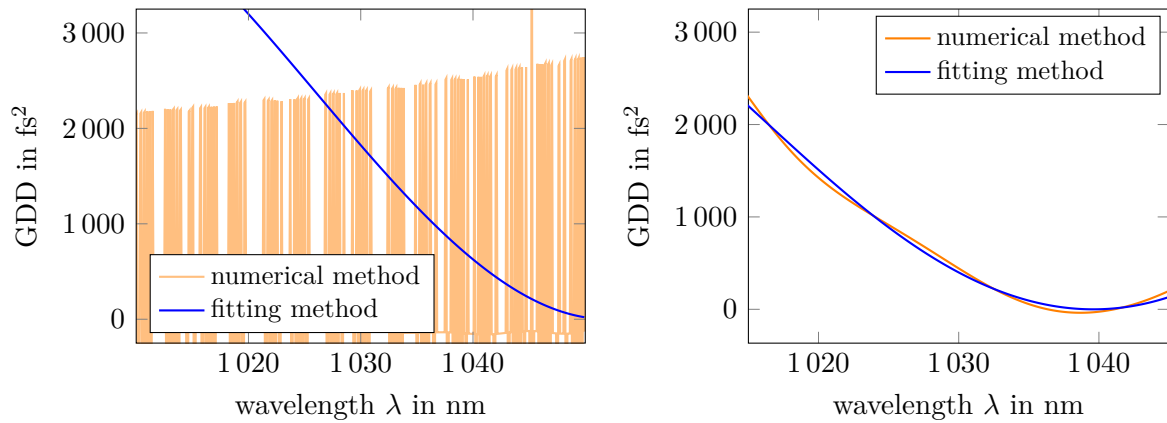 3 000
2 000
1 000
0
GDD in fs²
1 020
1 030
1 040
wavelength λ in nm
numerical method
fitting method
3 000
2 000
1 000
0
GDD in fs²
1 020
1 030
1 040
wavelength λ in nm
numerical method
fitting method